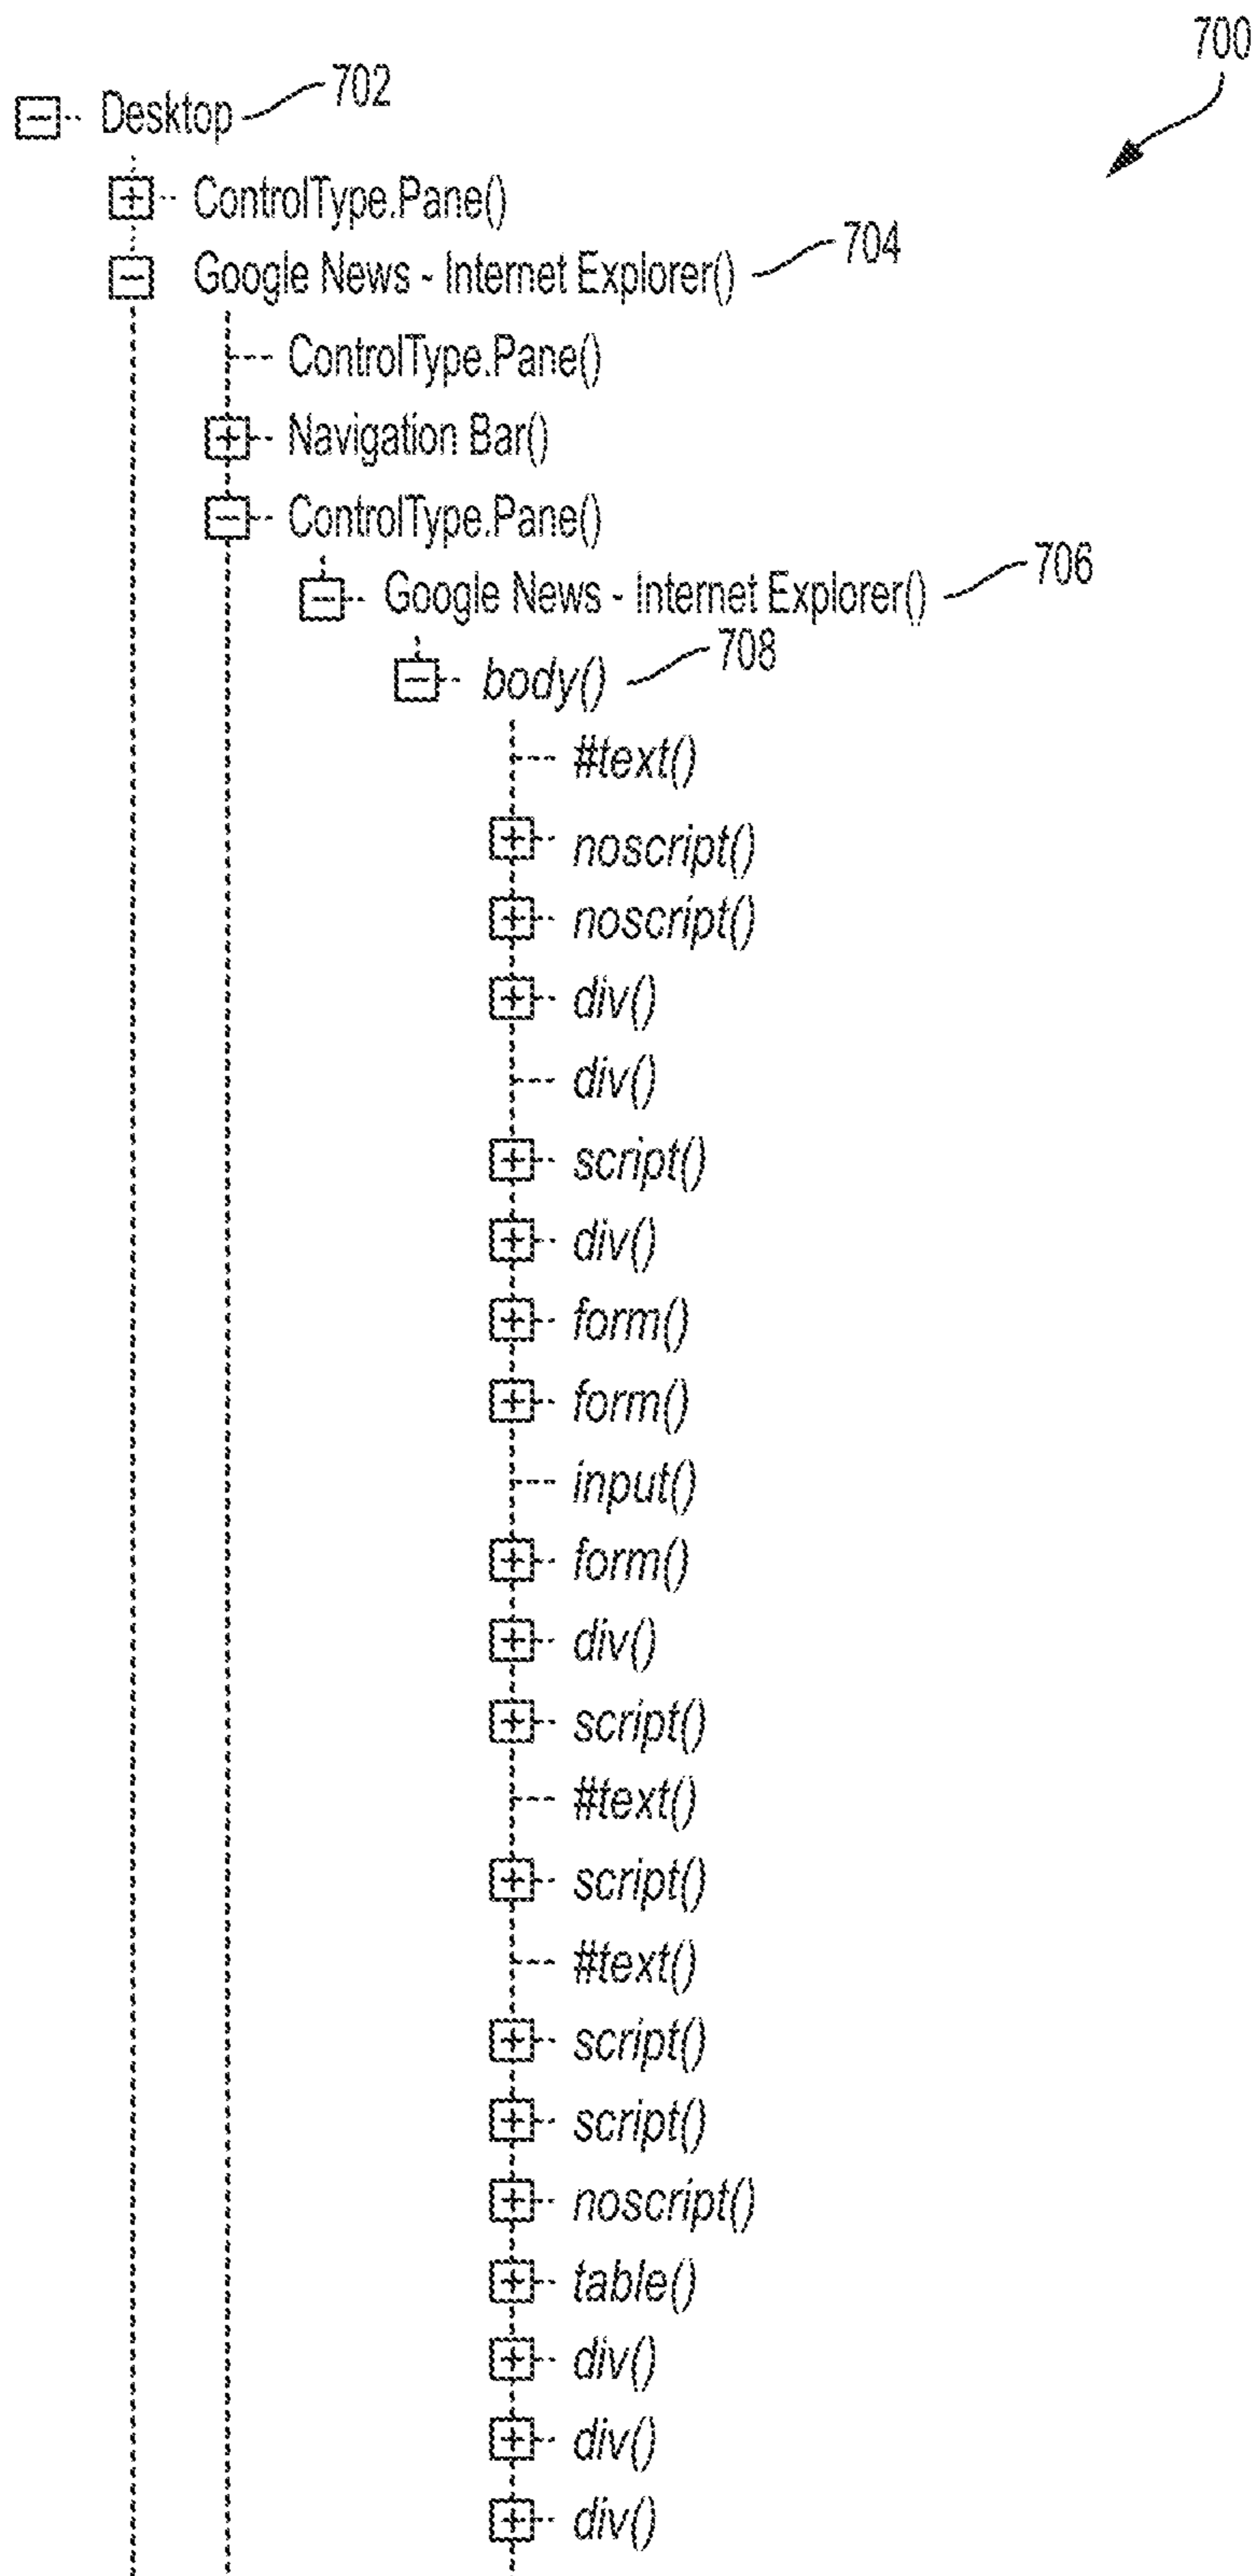 700
Desktop 702
ControlType.Pane()
Google News - Internet Explorer() 704
ControlType.Pane()
Navigation Bar()
ControlType.Pane()
Google News - Internet Explorer() 706
body() 708
#text()
noscript()
noscript()
div()
div()
script()
div()
form()
form()
input()
form()
div()
script()
#text()
script()
#text()
script()
script()
noscript()
table()
div()
div()
div()